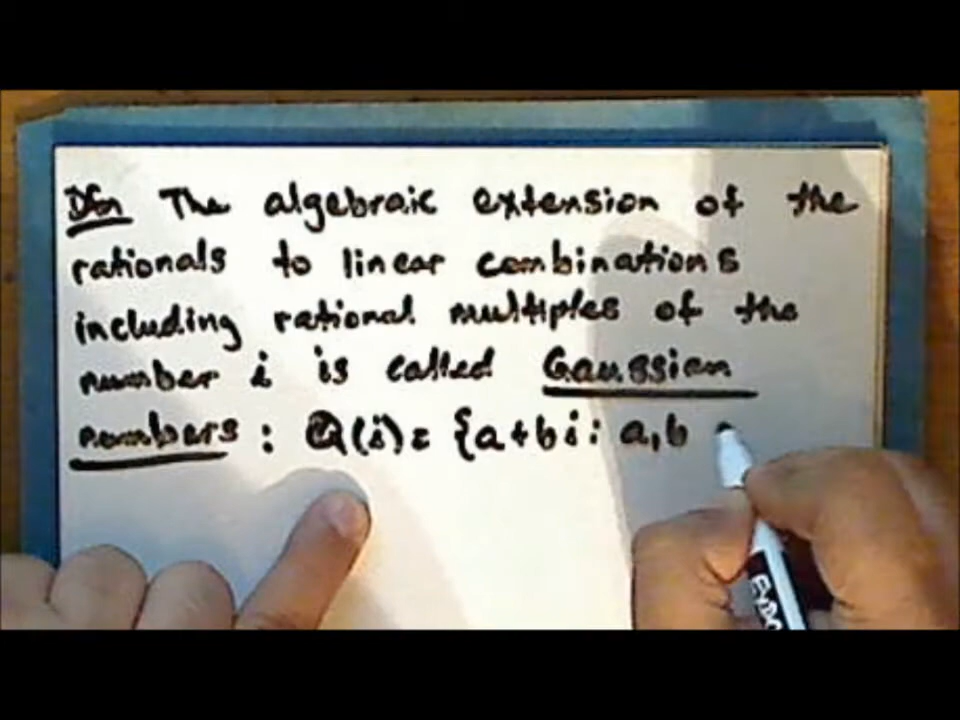 Dfn The algebraic extension of the
rationals to linear combinations
including rational multiples of the
number i is called Gaussian
numbers : Q(i) = {a+bi : a,b
EXPO